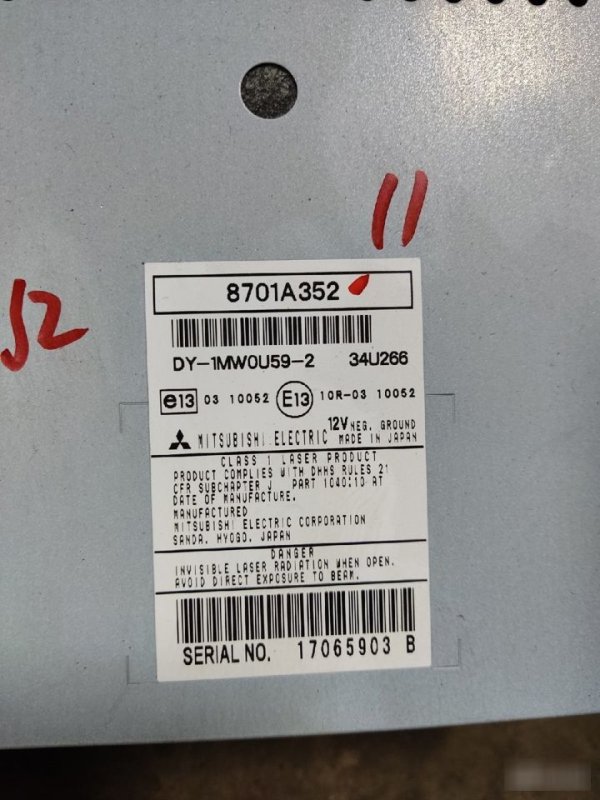 11
52
8701A352
DY-1MW0U59-2 34U266
e13 03 10052 E13 10R-03 10052
12V NEG. GROUND
MITSUBISHI ELECTRIC MADE IN JAPAN
CLASS 1 LASER PRODUCT
PRODUCT COMPLIES WITH DHHS RULES 21
CFR SUBCHAPTER J PART 1040:10 AT
DATE OF MANUFACTURE.
MANUFACTURED
MITSUBISHI ELECTRIC CORPORATION
SANDA, HYOGO, JAPAN
DANGER
INVISIBLE LASER RADIATION WHEN OPEN.
AVOID DIRECT EXPOSURE TO BEAM.
SERIAL NO. 17065903 B